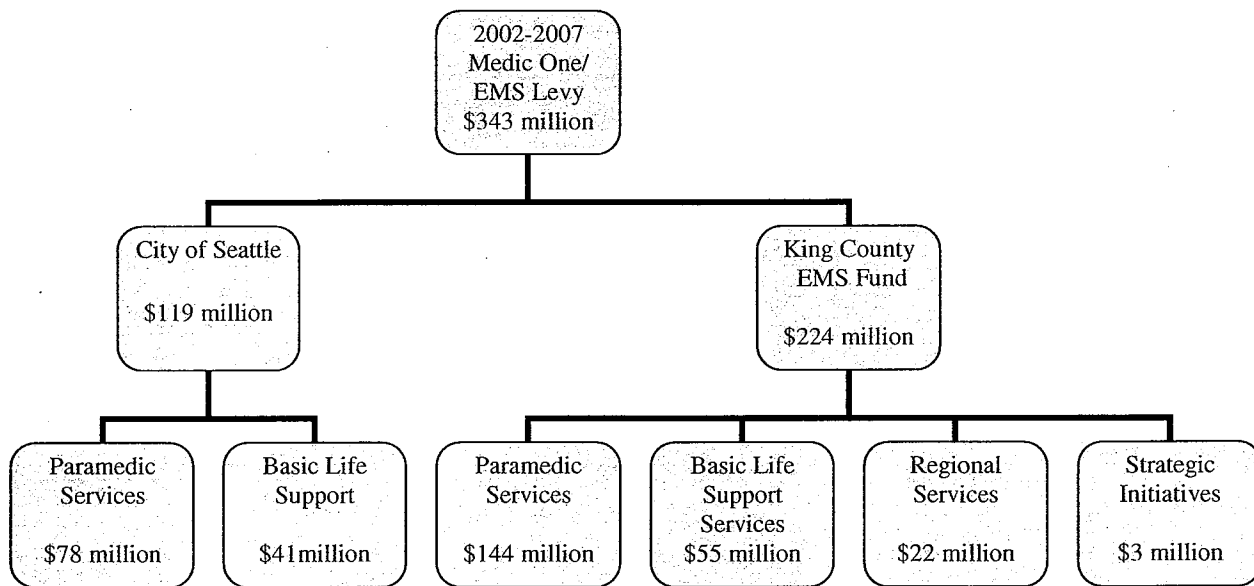 2002-2007
Medic One/
EMS Levy
$343 million
City of Seattle
$119 million
King County
EMS Fund
$224 million
Paramedic
Services
$78 million
Basic Life
Support
$41million
Paramedic
Services
$144 million
Basic Life
Support
Services
$55 million
Regional
Services
$22 million
Strategic
Initiatives
$3 million